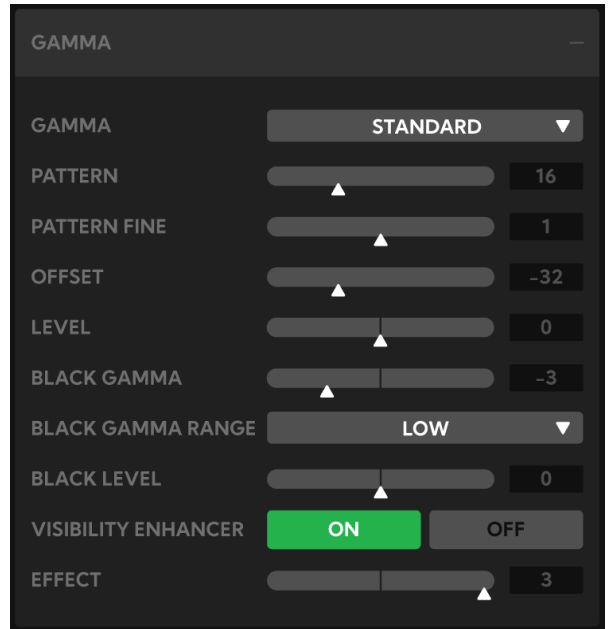 GAMMA
GAMMA STANDARD
PATTERN 16
PATTERN FINE 1
OFFSET -32
LEVEL 0
BLACK GAMMA -3
BLACK GAMMA RANGE LOW
BLACK LEVEL 0
VISIBILITY ENHANCER ON OFF
EFFECT 3